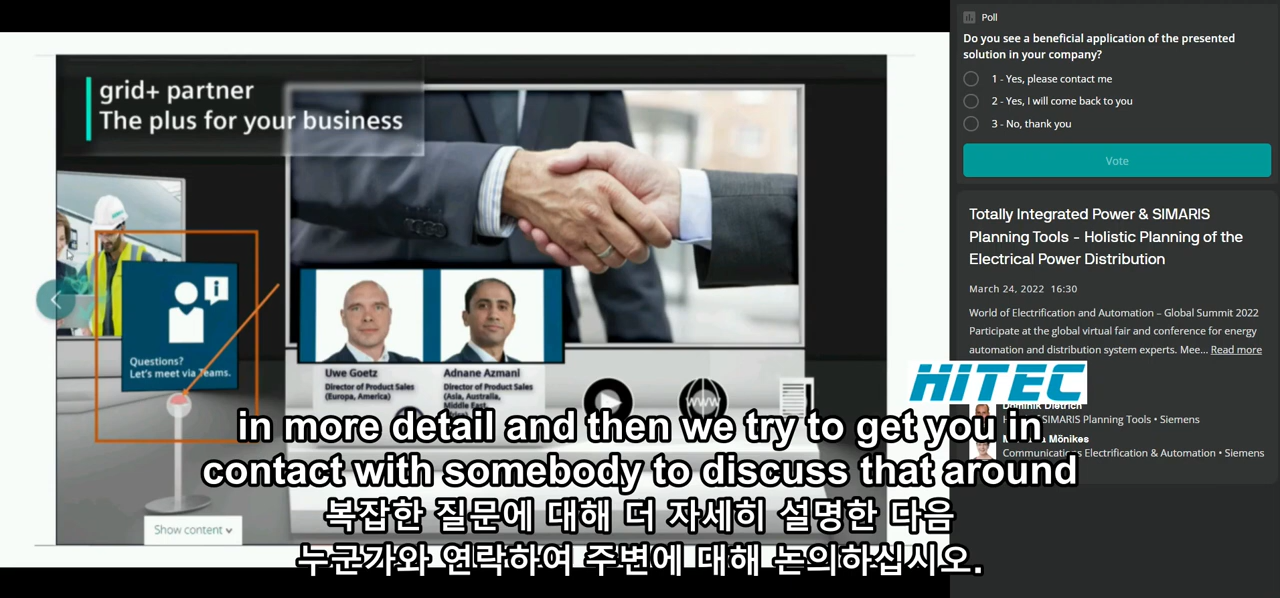 grid+ partner
The plus for your business
Questions?
Let's meet via Teams.
Uwe Goetz
Director of Product Sales
(Europa, America)
Adnane Azmani
Director of Product Sales
(Asia, Australia,
Middle East,
WWW
Show content
Poll
Do you see a beneficial application of the presented
solution in your company?
1 - Yes, please contact me
2 - Yes, I will come back to you
3 - No, thank you
Vote
Totally Integrated Power & SIMARIS
Planning Tools - Holistic Planning of the
Electrical Power Distribution
March 24, 2022 16:30
World of Electrification and Automation – Global Summit 2022
Participate at the global virtual fair and conference for energy
automation and distribution system experts. Mee... Read more
HITEC
Dominik Dietrich
SIMARIS Planning Tools • Siemens
Mönikes
Communications Electrification & Automation • Siemens
in more detail and then we try to get you in
contact with somebody to discuss that around
복잡한 질문에 대해 더 자세히 설명한 다음
누군가와 연락하여 주변에 대해 논의하십시오.